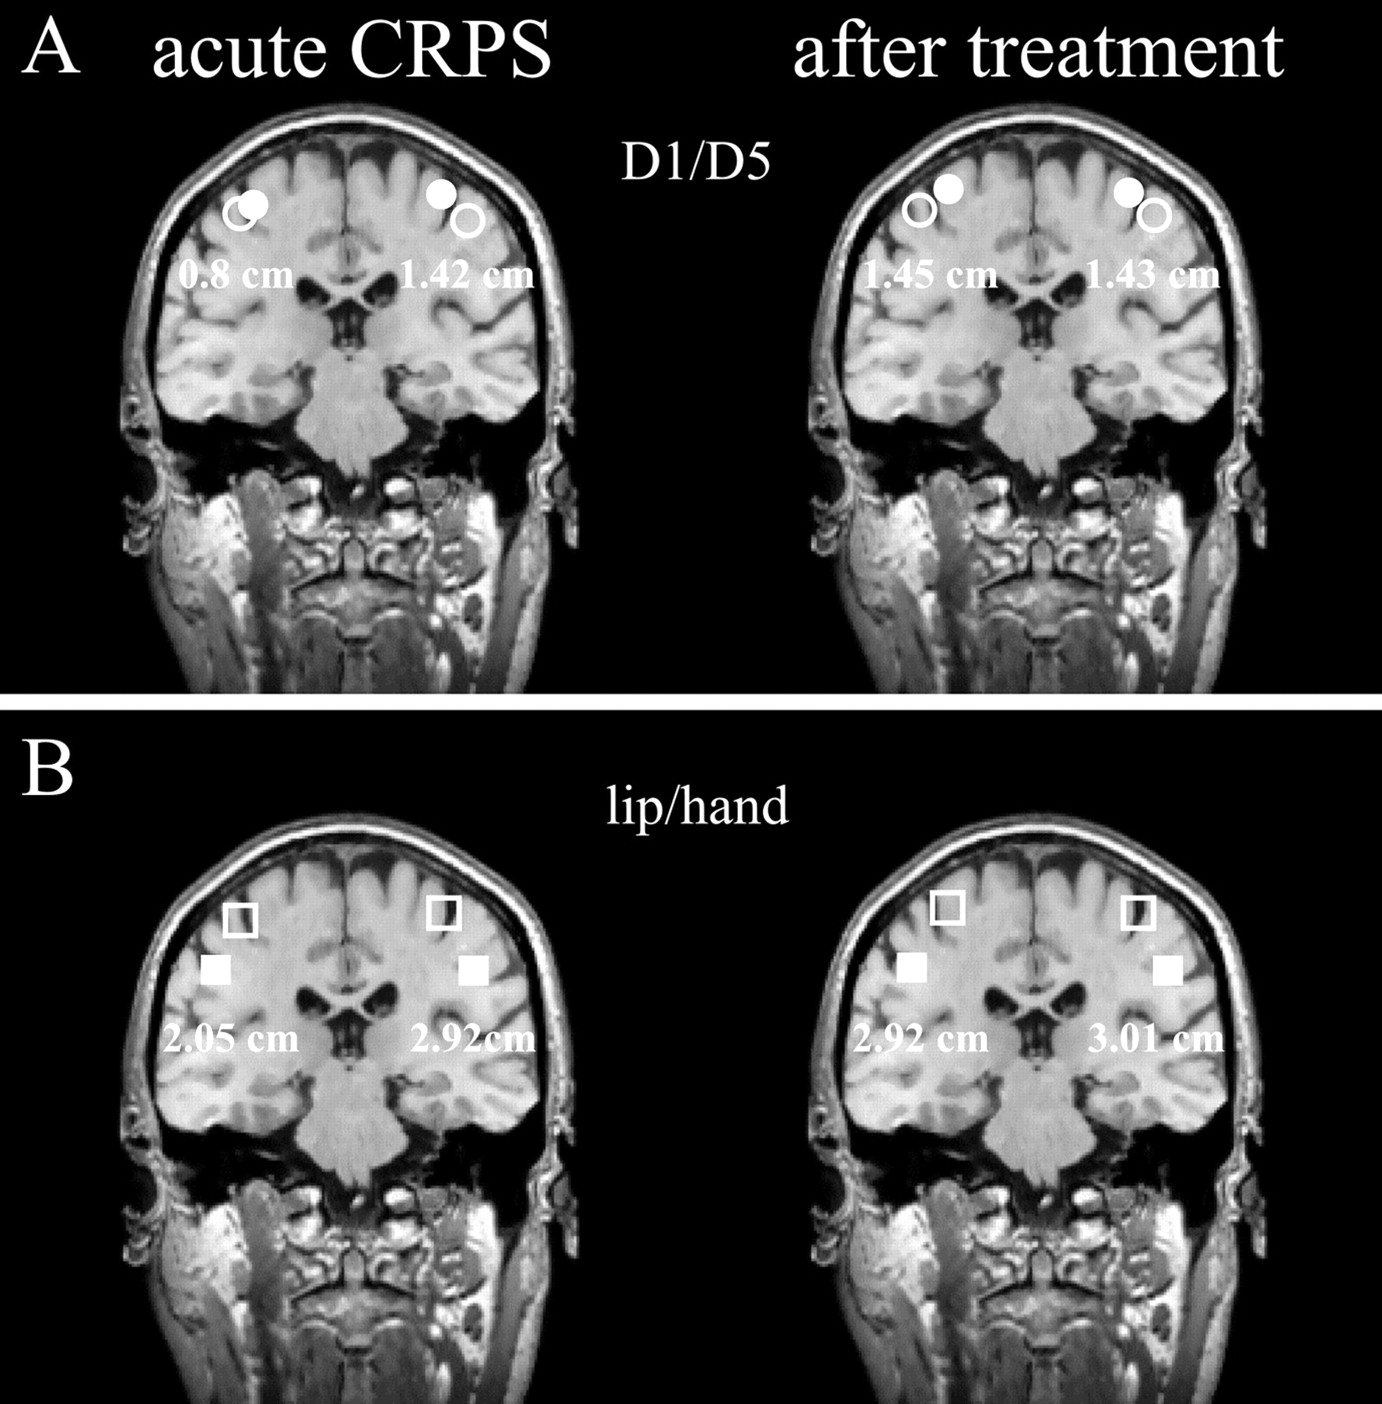 A acute CRPS after treatment
D1/D5
0.8 cm 1.42 cm 1.45 cm 1.43 cm
B
lip/hand
2.05 cm 2.92cm 2.92 cm 3.01 cm